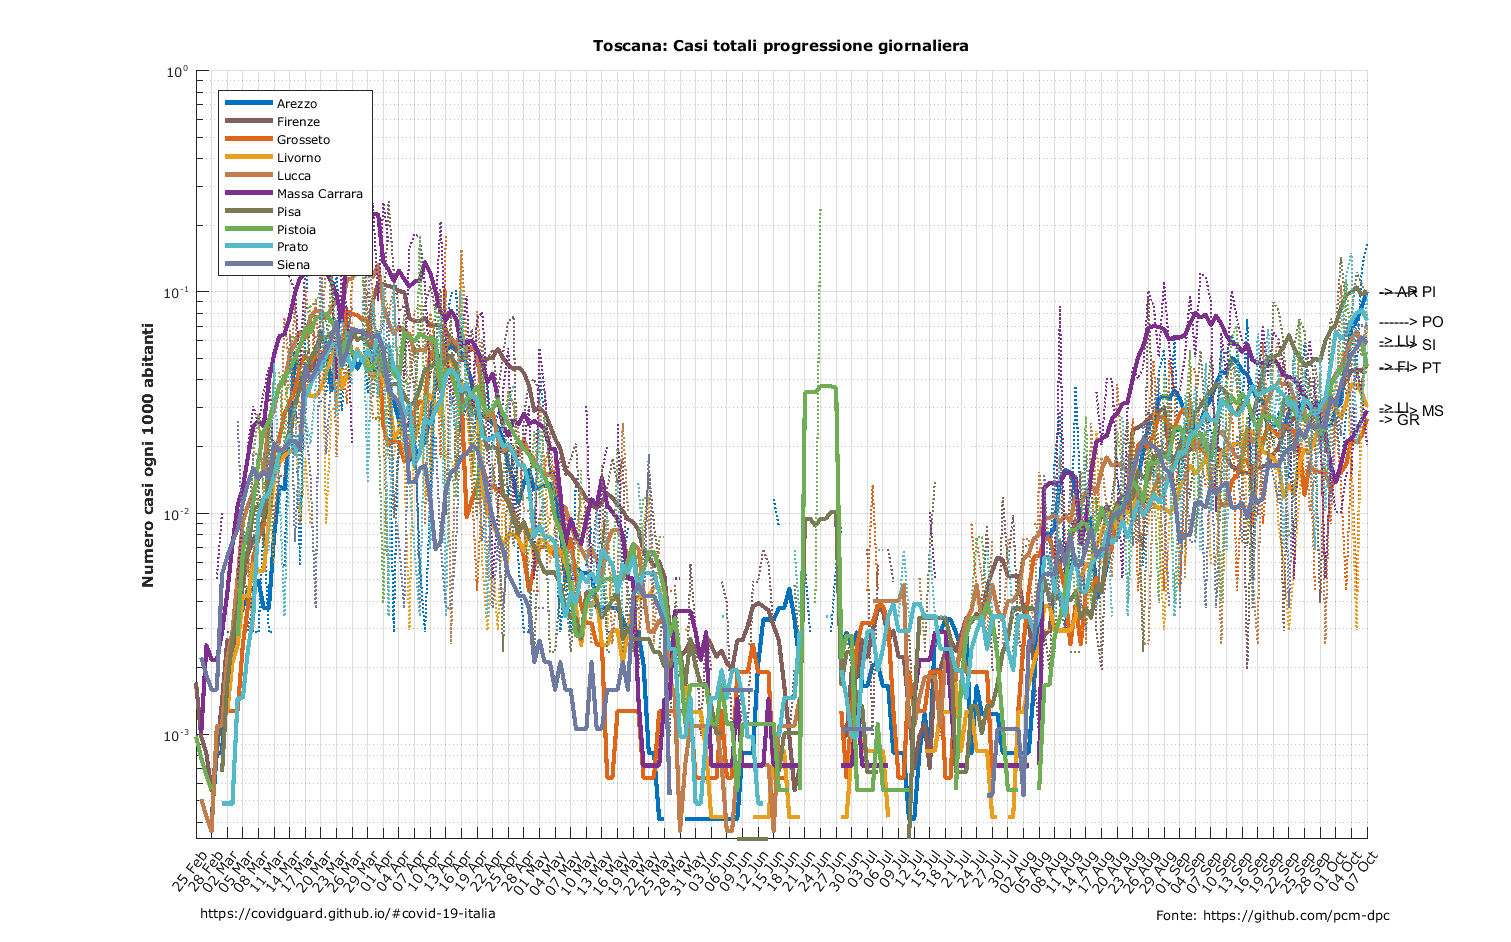 Toscana: Casi totali progressione giornaliera
Numero casi ogni 1000 abitanti
10^0
10^-1
10^-2
10^-3
Arezzo
Firenze
Grosseto
Livorno
Lucca
Massa Carrara
Pisa
Pistoia
Prato
Siena
-> AR
------> PI
------> PO
-> LU
------> SI
-> FI
------> PT
-> LI
------> MS
-> GR
25 Feb
28 Feb
02 Mar
05 Mar
08 Mar
11 Mar
14 Mar
17 Mar
20 Mar
23 Mar
26 Mar
29 Mar
01 Apr
04 Apr
07 Apr
10 Apr
13 Apr
16 Apr
19 Apr
22 Apr
25 Apr
28 Apr
01 May
04 May
07 May
10 May
13 May
16 May
19 May
22 May
25 May
28 May
31 May
03 Jun
06 Jun
09 Jun
12 Jun
15 Jun
18 Jun
21 Jun
24 Jun
27 Jun
30 Jun
03 Jul
06 Jul
09 Jul
12 Jul
15 Jul
18 Jul
21 Jul
24 Jul
27 Jul
30 Jul
02 Aug
05 Aug
08 Aug
11 Aug
14 Aug
17 Aug
20 Aug
23 Aug
26 Aug
29 Aug
01 Sep
04 Sep
07 Sep
10 Sep
13 Sep
16 Sep
19 Sep
22 Sep
25 Sep
28 Sep
01 Oct
04 Oct
07 Oct
https://covidguard.github.io/#covid-19-italia
Fonte: https://github.com/pcm-dpc